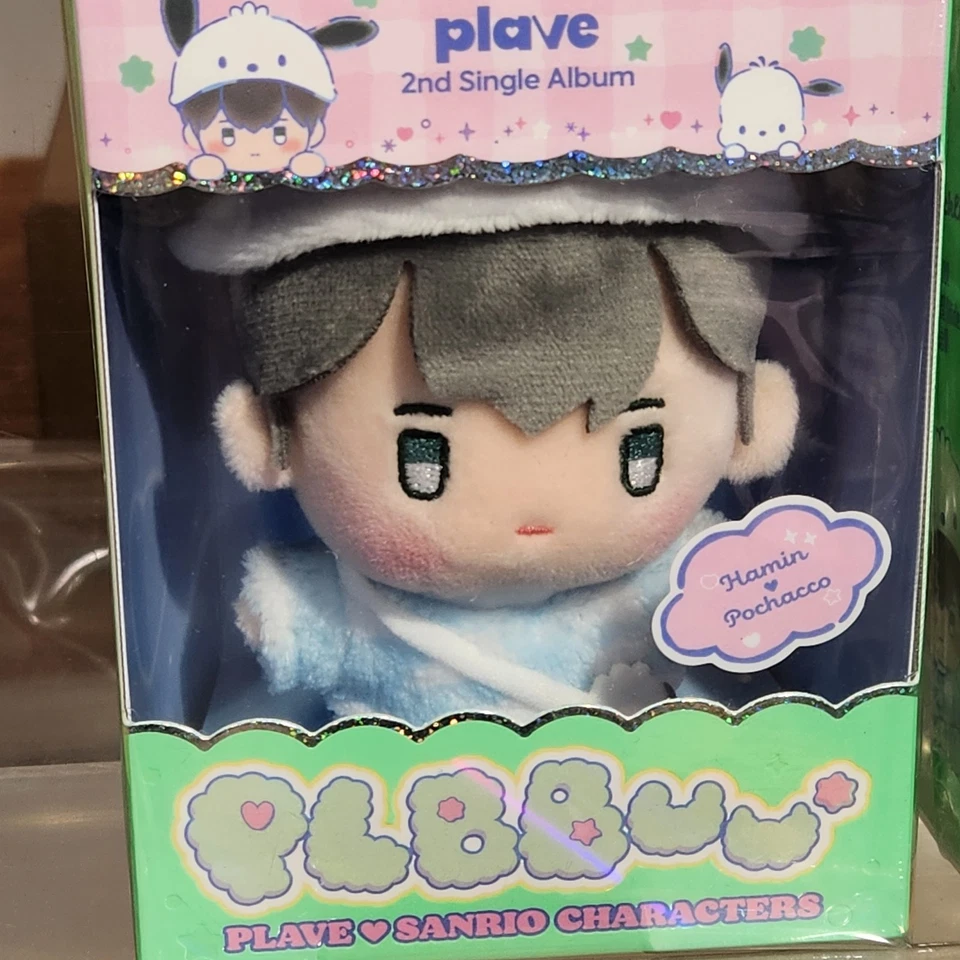 plave
2nd Single Album
Hamin
♥
Pochacco
PLBBUU
PLAVE ♥ SANRIO CHARACTERS